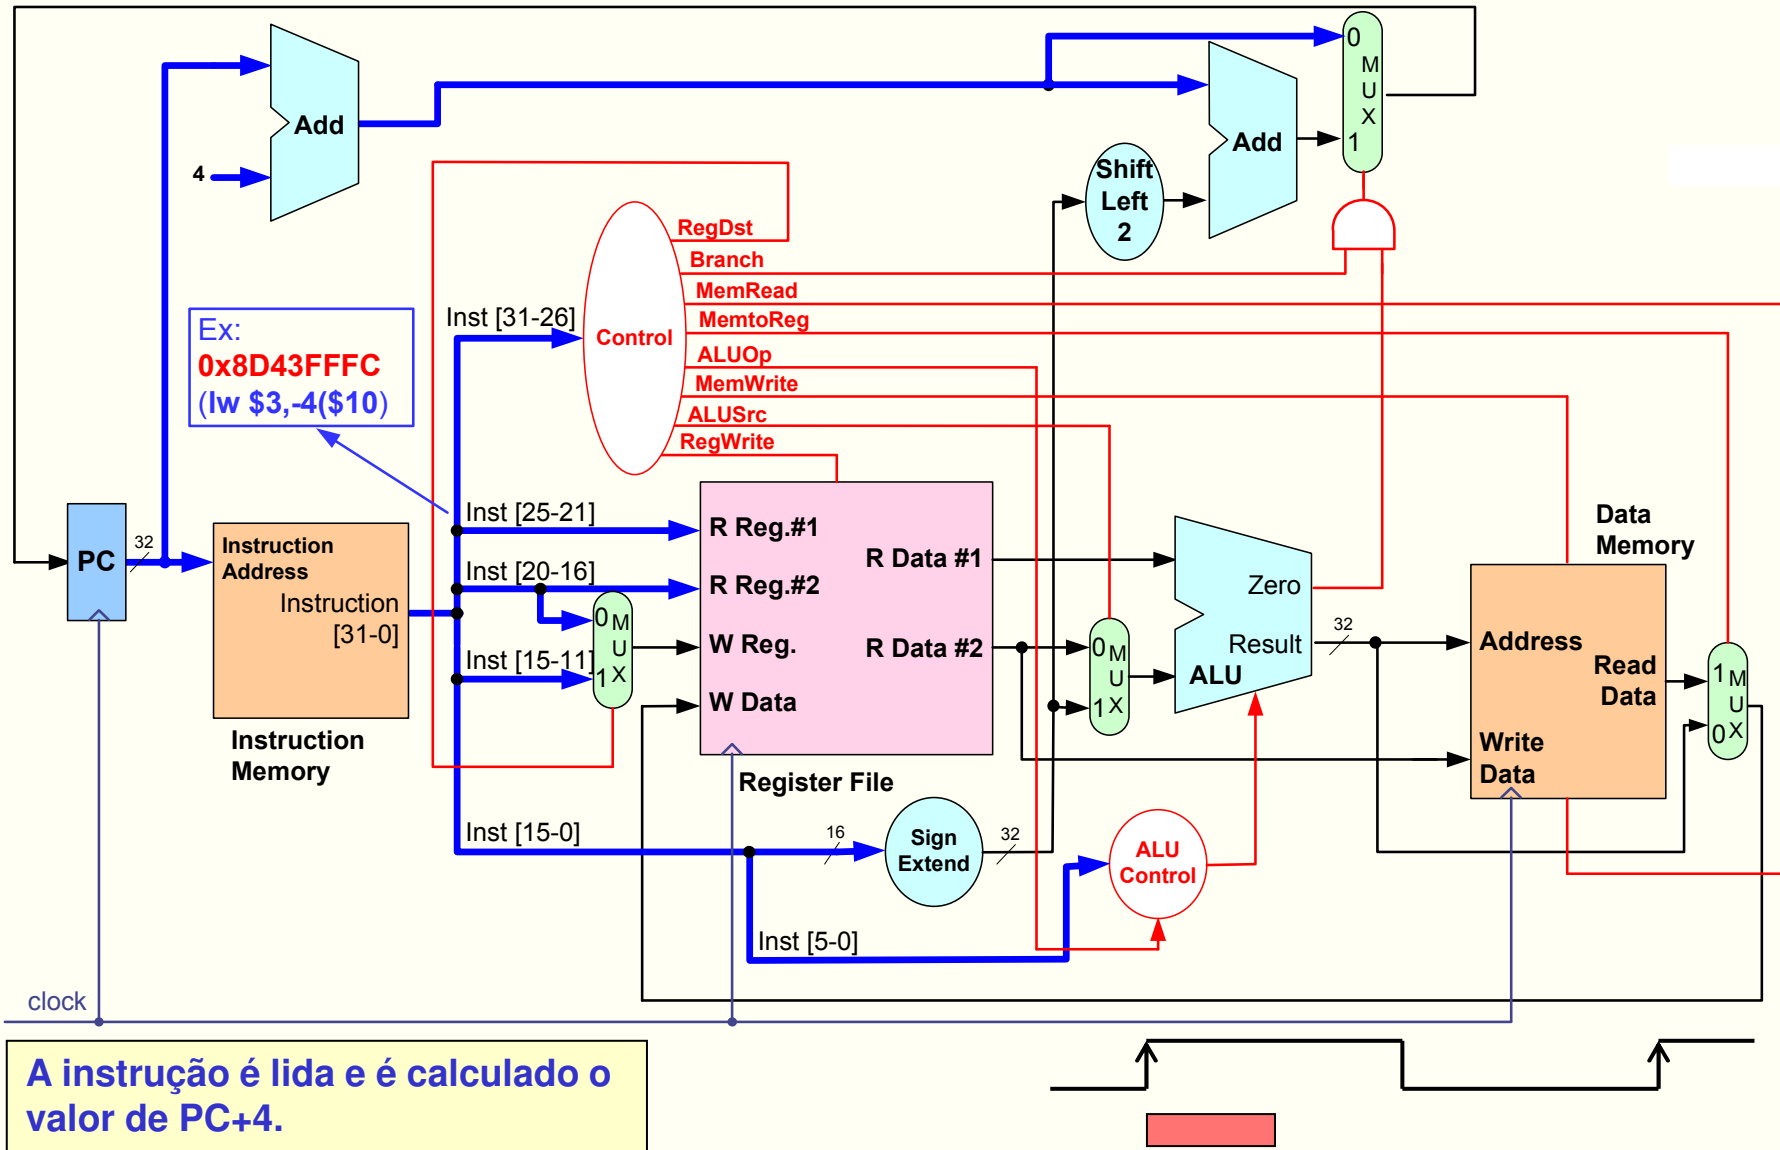 0
M
U
X
1
Add
4
Add
Shift
Left
2
RegDst
Branch
MemRead
MemtoReg
ALUOp
MemWrite
ALUSrc
RegWrite
Control
Inst [31-26]
Ex:
0x8D43FFFC
(lw $3,-4($10)
PC
32
Instruction
Address
Instruction
[31-0]
Instruction
Memory
Inst [25-21]
Inst [20-16]
Inst [15-11]
0
M
U
X
1
R Reg.#1
R Reg.#2
W Reg.
W Data
R Data #1
R Data #2
Register File
0
M
U
X
1
Zero
Result
ALU
32
Data
Memory
Address
Read
Data
Write
Data
1
M
U
X
0
Inst [15-0]
16
Sign
Extend
32
ALU
Control
Inst [5-0]
clock
A instrução é lida e é calculado o
valor de PC+4.